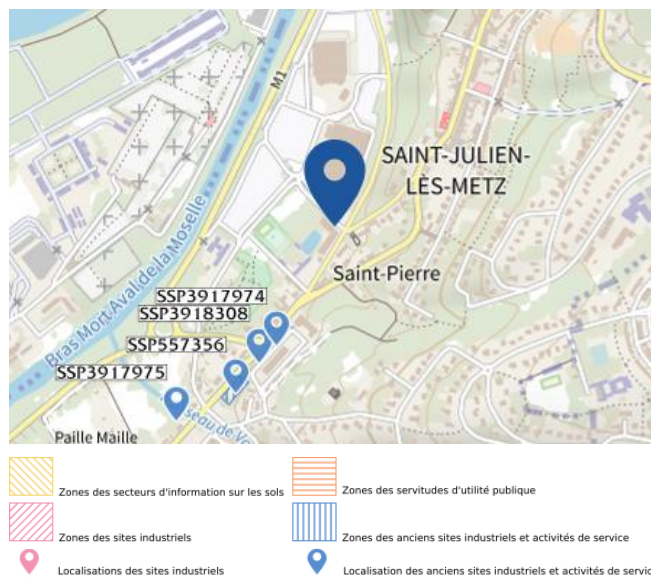 M1
SAINT-JULIEN-
LÈS-METZ
Bras Mort Aval de la Moselle
Saint-Pierre
SSP3917974
SSP3918308
SSP557356
SSP3917975
Paille Maille
Zones des secteurs d'information sur les sols
Zones des servitudes d'utilité publique
Zones des sites industriels
Zones des anciens sites industriels et activités de service
Localisations des sites industriels
Localisation des anciens sites industriels et activités de servic